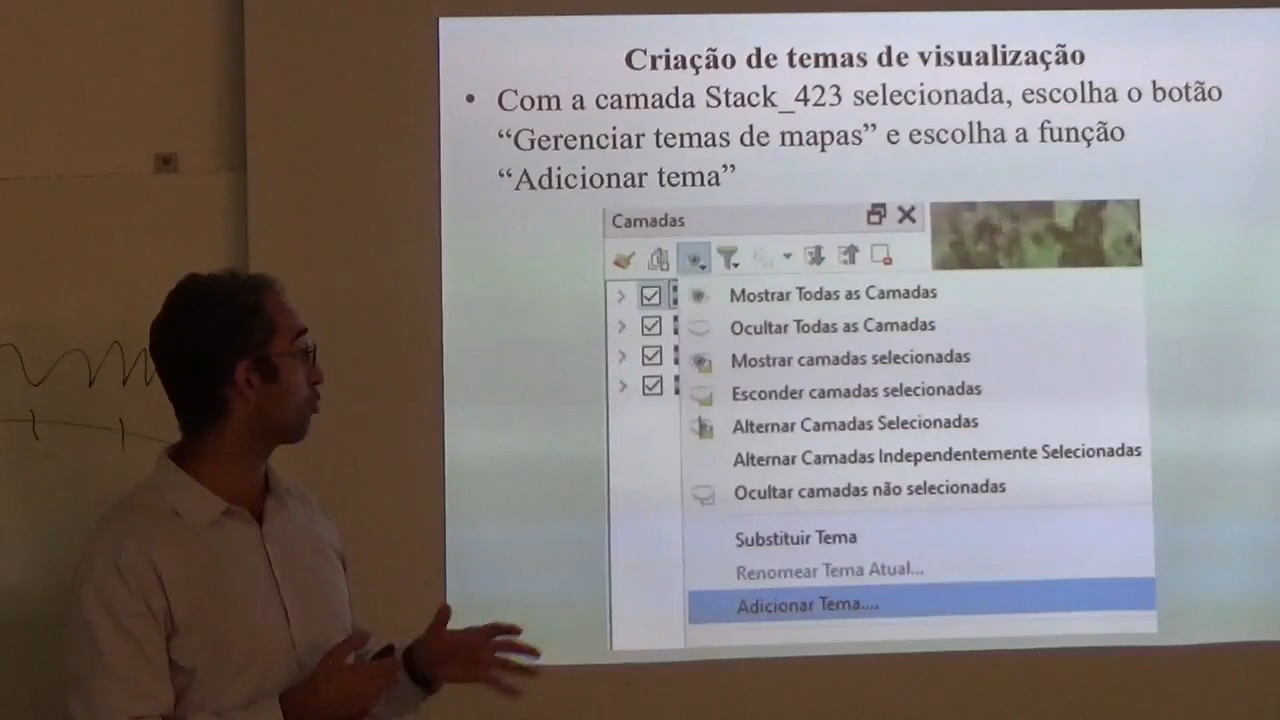 Criação de temas de visualização
• Com a camada Stack_423 selecionada, escolha o botão
“Gerenciar temas de mapas” e escolha a função
“Adicionar tema”
Camadas
Mostrar Todas as Camadas
Ocultar Todas as Camadas
Mostrar camadas selecionadas
Esconder camadas selecionadas
Alternar Camadas Selecionadas
Alternar Camadas Independentemente Selecionadas
Ocultar camadas não selecionadas
Substituir Tema
Renomear Tema Atual...
Adicionar Tema....